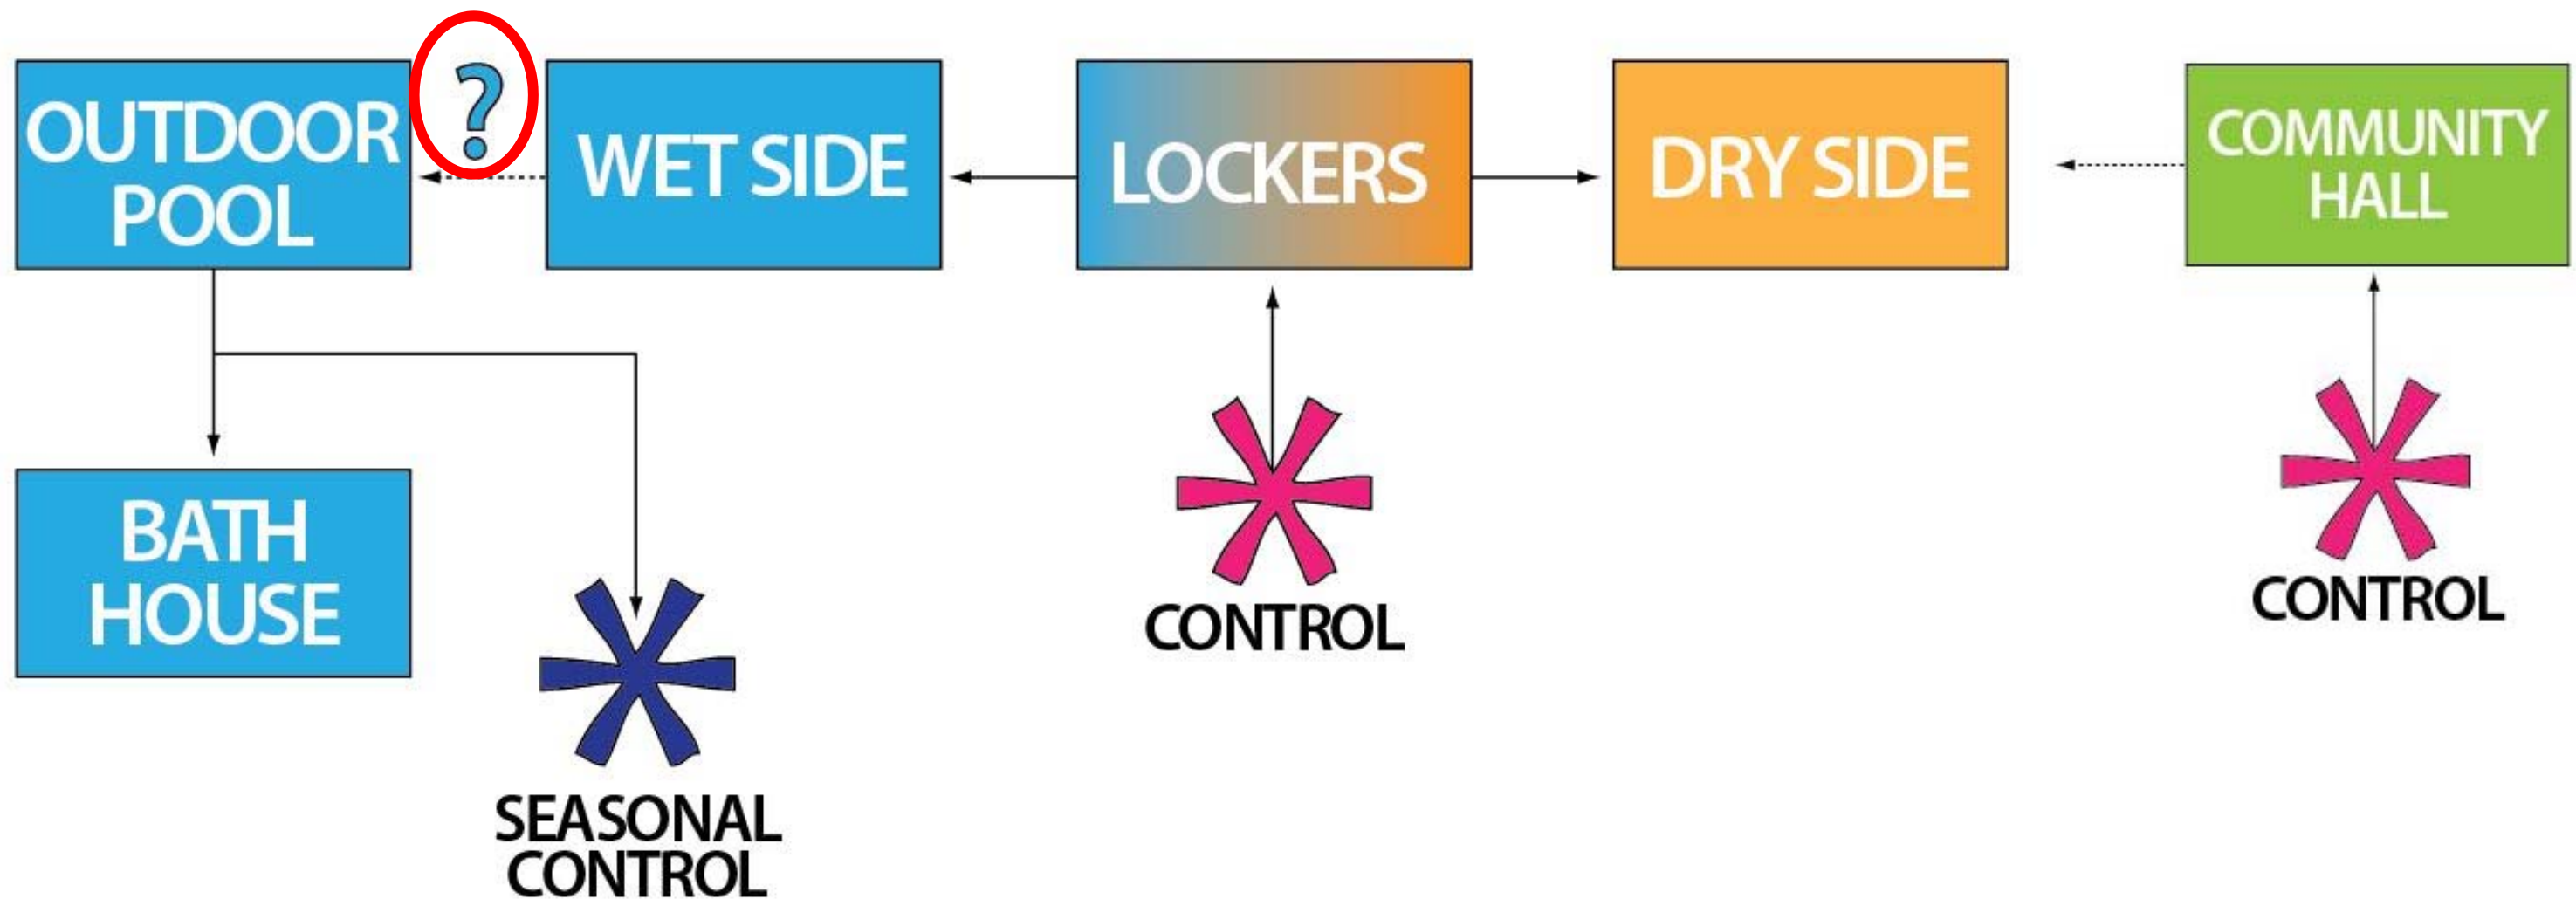 OUTDOOR
POOL
?
WET SIDE
LOCKERS
DRY SIDE
COMMUNITY
HALL
BATH
HOUSE
SEASONAL
CONTROL
CONTROL
CONTROL